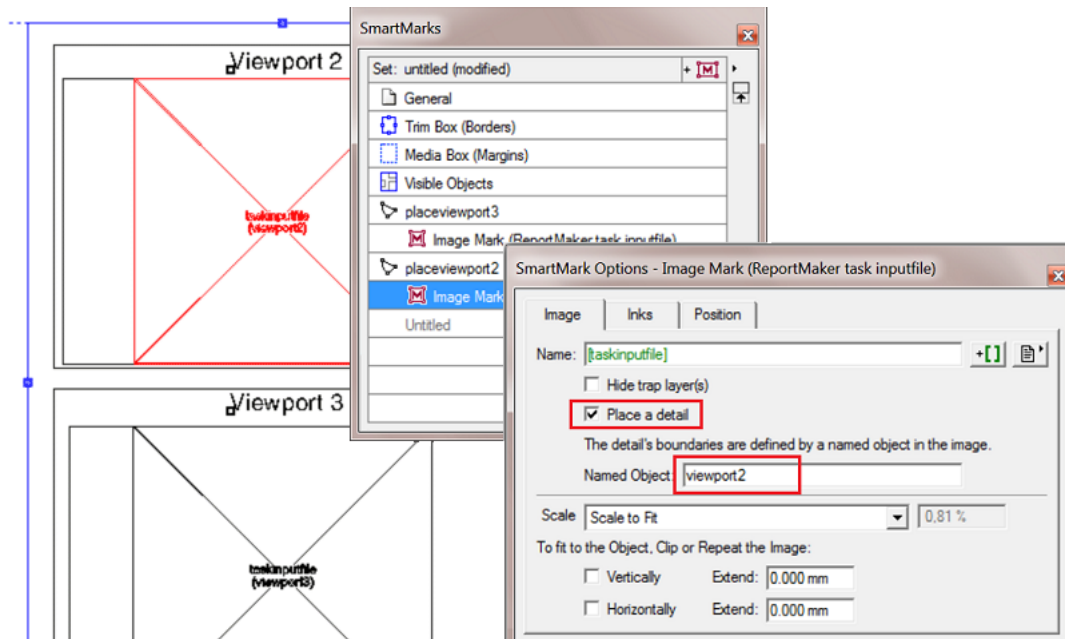 Viewport 2
taskinputfile
(viewport2)
Viewport 3
taskinputfile
(viewport3)
SmartMarks
Set: untitled (modified)
General
Trim Box (Borders)
Media Box (Margins)
Visible Objects
placeviewport3
Image Mark (ReportMaker task inputfile)
placeviewport2
Image Mark
Untitled
SmartMark Options - Image Mark (ReportMaker task inputfile)
Image Inks Position
Name: [taskinputfile]
Hide trap layer(s)
Place a detail
The detail's boundaries are defined by a named object in the image.
Named Object: viewport2
Scale Scale to Fit 0,81 %
To fit to the Object, Clip or Repeat the Image:
Vertically Extend: 0.000 mm
Horizontally Extend: 0.000 mm